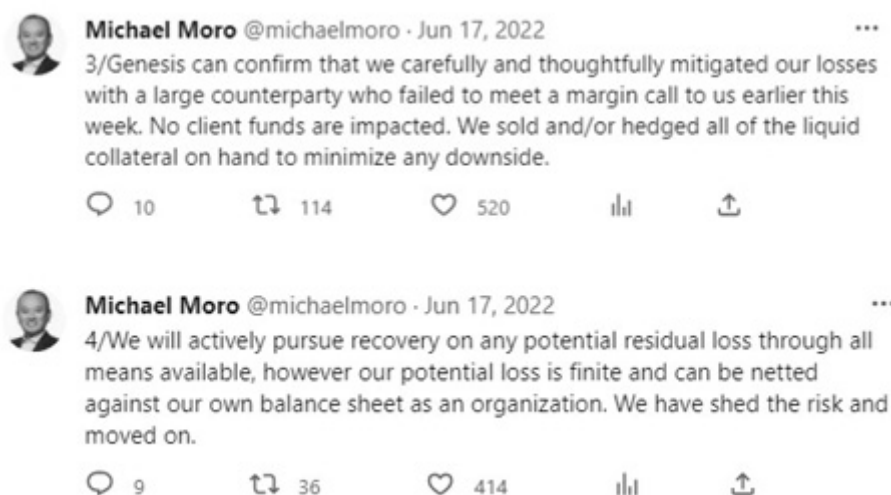 Michael Moro @michaelmoro · Jun 17, 2022
3/Genesis can confirm that we carefully and thoughtfully mitigated our losses
with a large counterparty who failed to meet a margin call to us earlier this
week. No client funds are impacted. We sold and/or hedged all of the liquid
collateral on hand to minimize any downside.
10 114 520
Michael Moro @michaelmoro · Jun 17, 2022
4/We will actively pursue recovery on any potential residual loss through all
means available, however our potential loss is finite and can be netted
against our own balance sheet as an organization. We have shed the risk and
moved on.
9 36 414